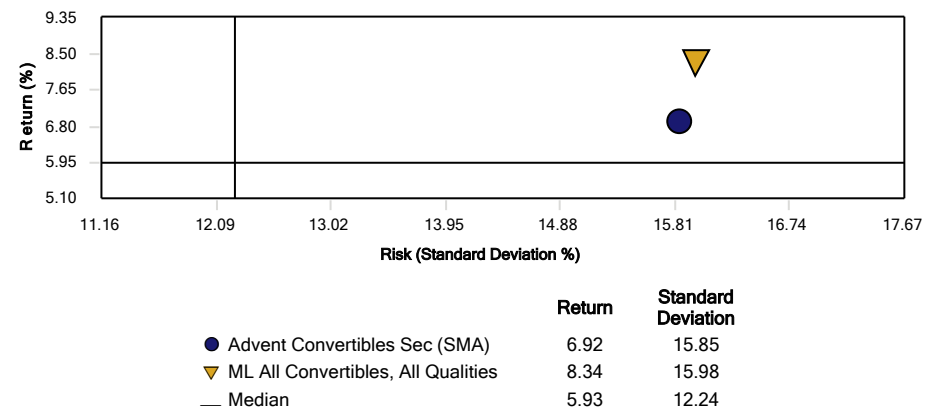 9.35
8.50
7.65
6.80
5.95
5.10
Return (%)
11.16 12.09 13.02 13.95 14.88 15.81 16.74 17.67
Risk (Standard Deviation %)
Return Standard Deviation
Advent Convertibles Sec (SMA) 6.92 15.85
ML All Convertibles, All Qualities 8.34 15.98
Median 5.93 12.24